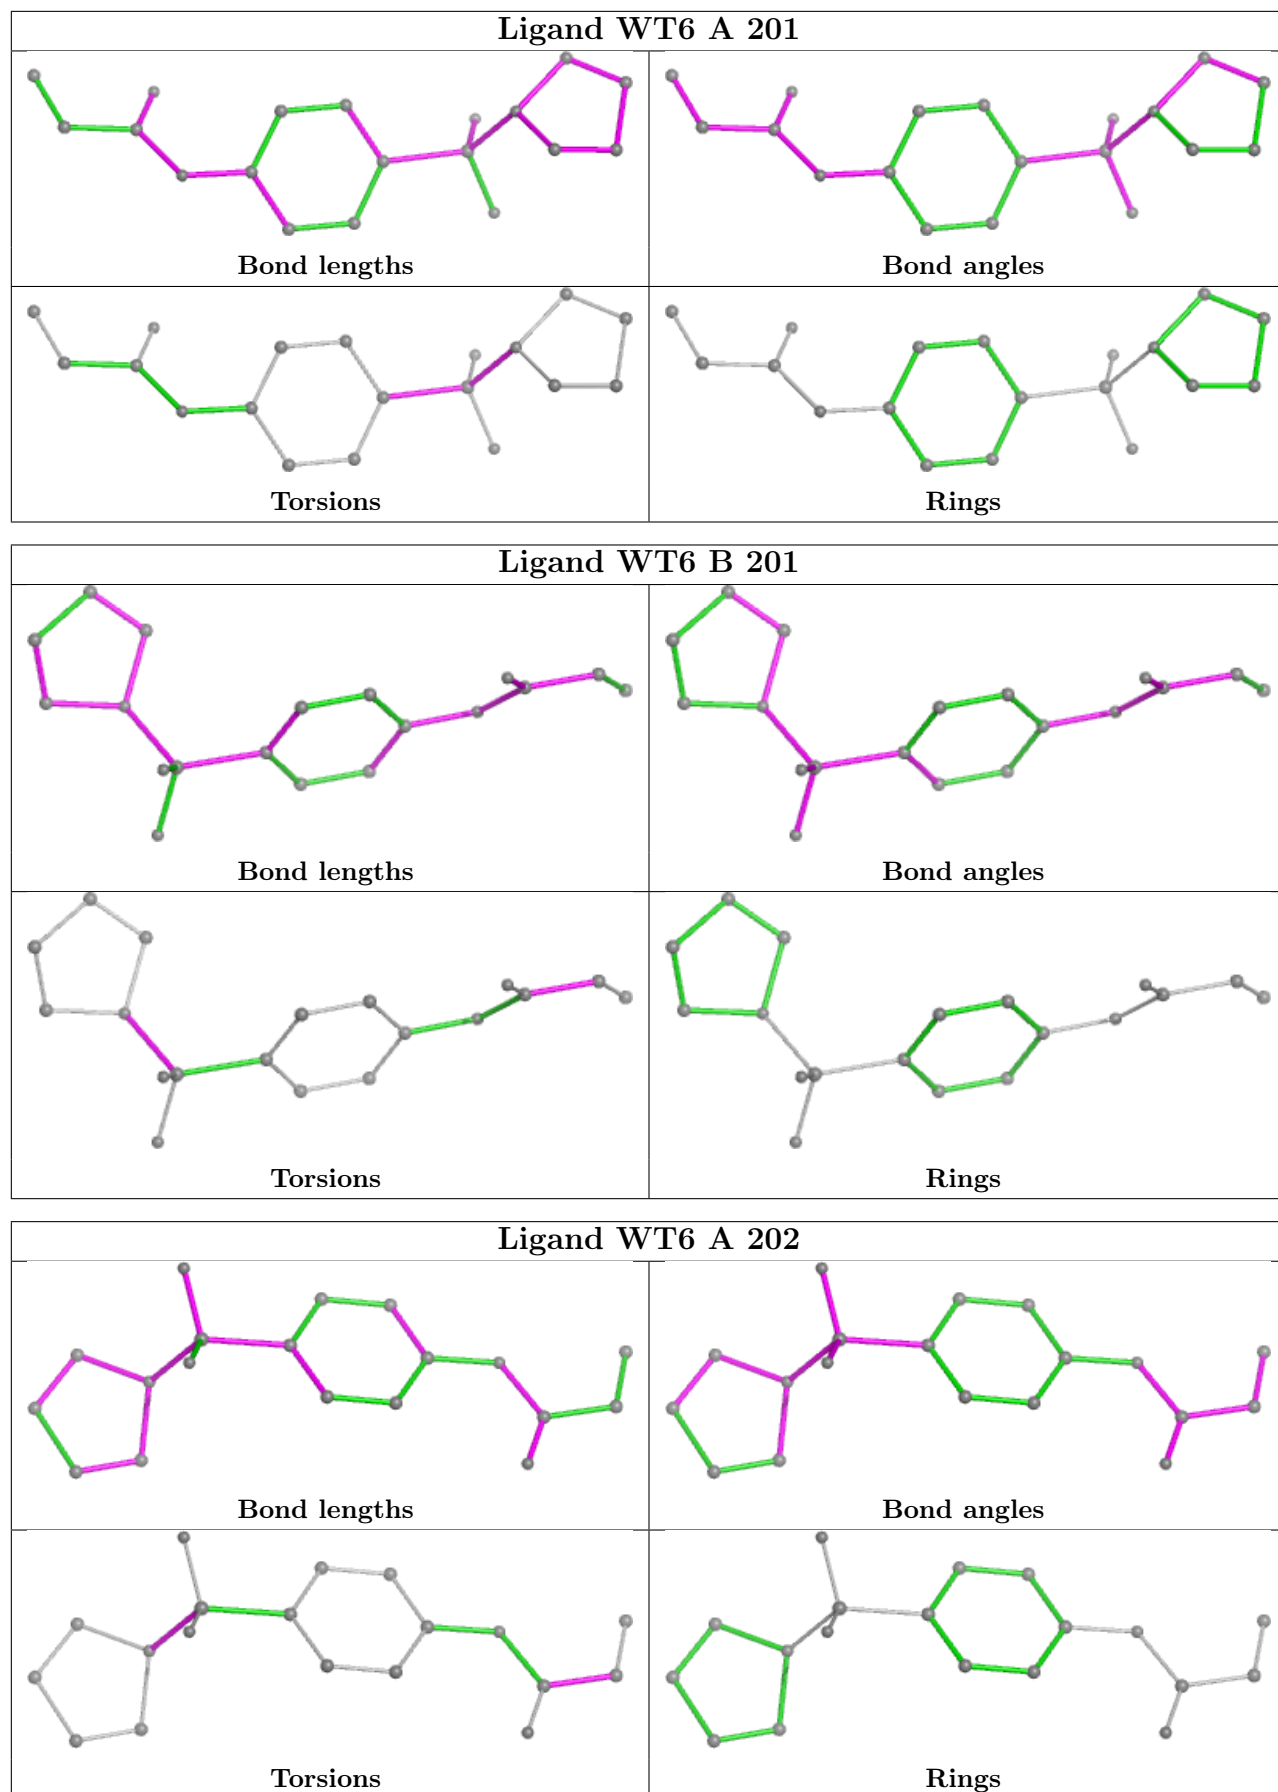 Ligand WT6 A 201
Bond lengths
Bond angles
Torsions
Rings
Ligand WT6 B 201
Bond lengths
Bond angles
Torsions
Rings
Ligand WT6 A 202
Bond lengths
Bond angles
Torsions
Rings